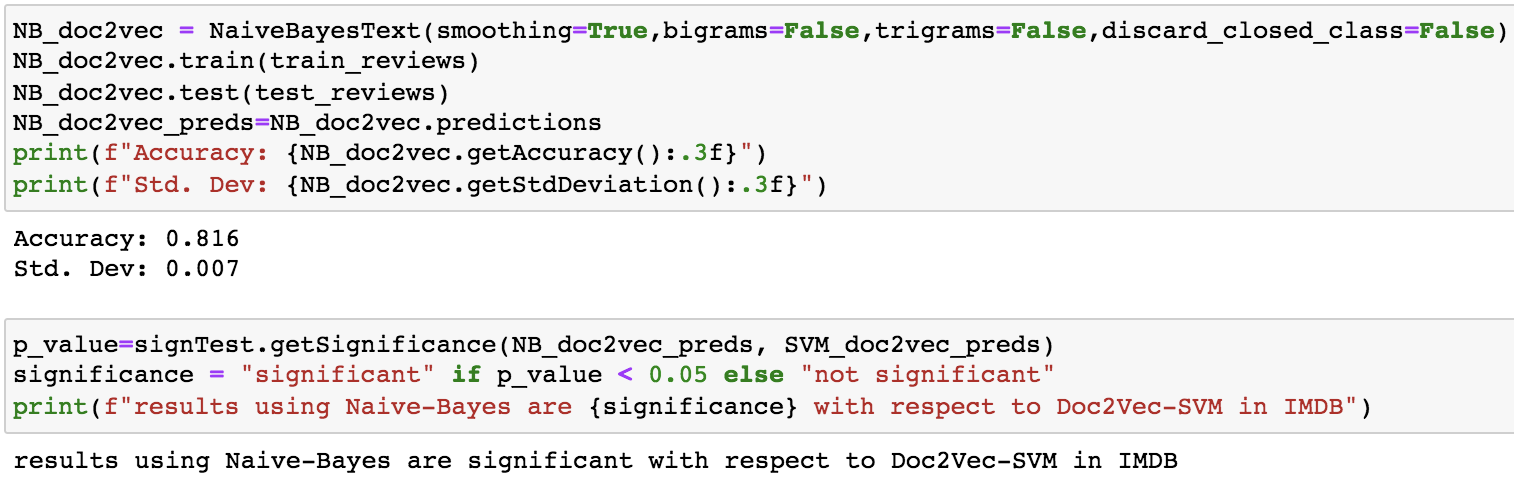 NB_doc2vec = NaiveBayesText(smoothing=True,bigrams=False,trigrams=False,discard_closed_class=False)
NB_doc2vec.train(train_reviews)
NB_doc2vec.test(test_reviews)
NB_doc2vec_preds=NB_doc2vec.predictions
print(f"Accuracy: {NB_doc2vec.getAccuracy():.3f}")
print(f"Std. Dev: {NB_doc2vec.getStdDeviation():.3f}")
Accuracy: 0.816
Std. Dev: 0.007
p_value=signTest.getSignificance(NB_doc2vec_preds, SVM_doc2vec_preds)
significance = "significant" if p_value < 0.05 else "not significant"
print(f"results using Naive-Bayes are {significance} with respect to Doc2Vec-SVM in IMDB")
results using Naive-Bayes are significant with respect to Doc2Vec-SVM in IMDB